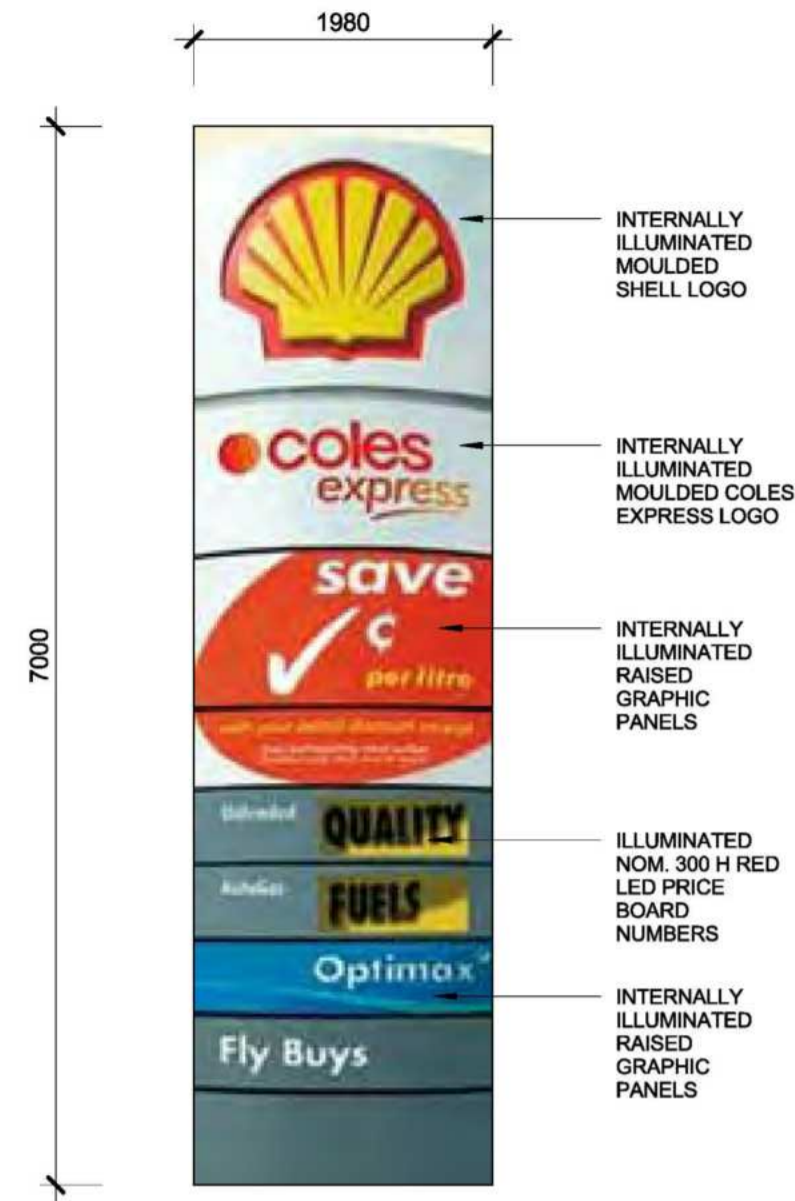 1980
7000
INTERNALLY
ILLUMINATED
MOULDED
SHELL LOGO
coles
express
INTERNALLY
ILLUMINATED
MOULDED COLES
EXPRESS LOGO
save
¢
per litre
INTERNALLY
ILLUMINATED
RAISED
GRAPHIC
PANELS
Unleaded
QUALITY
AutoGas
FUELS
ILLUMINATED
NOM. 300 H RED
LED PRICE
BOARD
NUMBERS
Optimax
Fly Buys
INTERNALLY
ILLUMINATED
RAISED
GRAPHIC
PANELS